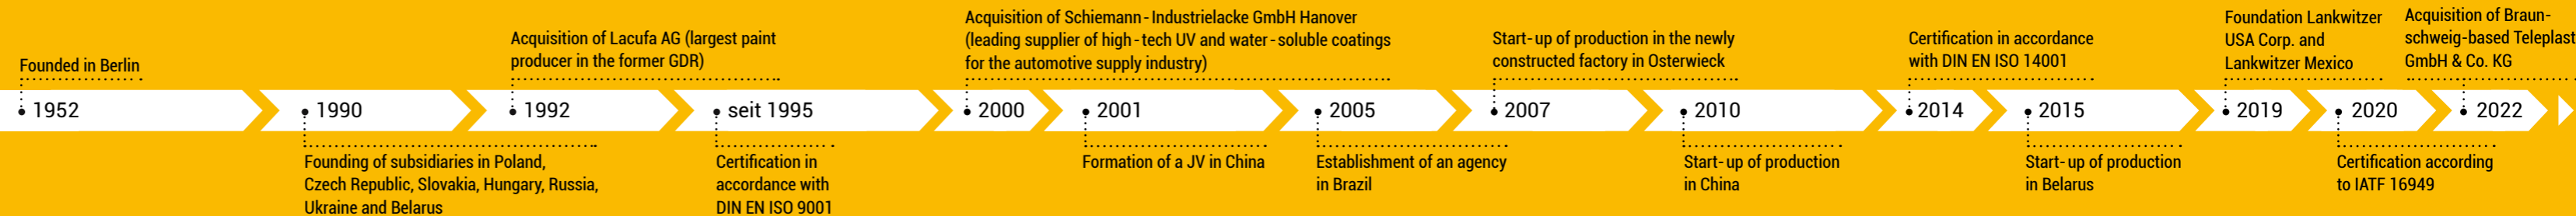 Founded in Berlin
1952
1990
Founding of subsidiaries in Poland,
Czech Republic, Slovakia, Hungary, Russia,
Ukraine and Belarus
Acquisition of Lacufa AG (largest paint
producer in the former GDR)
1992
seit 1995
Certification in
accordance with
DIN EN ISO 9001
Acquisition of Schiemann-Industrielacke GmbH Hanover
(leading supplier of high-tech UV and water-soluble coatings
for the automotive supply industry)
2000
2001
Formation of a JV in China
2005
Establishment of an agency
in Brazil
Start-up of production in the newly
constructed factory in Osterwieck
2007
2010
Start-up of production
in China
Certification in accordance
with DIN EN ISO 14001
2014
2015
Start-up of production
in Belarus
Foundation Lankwitzer
USA Corp. and
Lankwitzer Mexico
2019
2020
Certification according
to IATF 16949
Acquisition of Braun-
schweig-based Teleplast
GmbH & Co. KG
2022